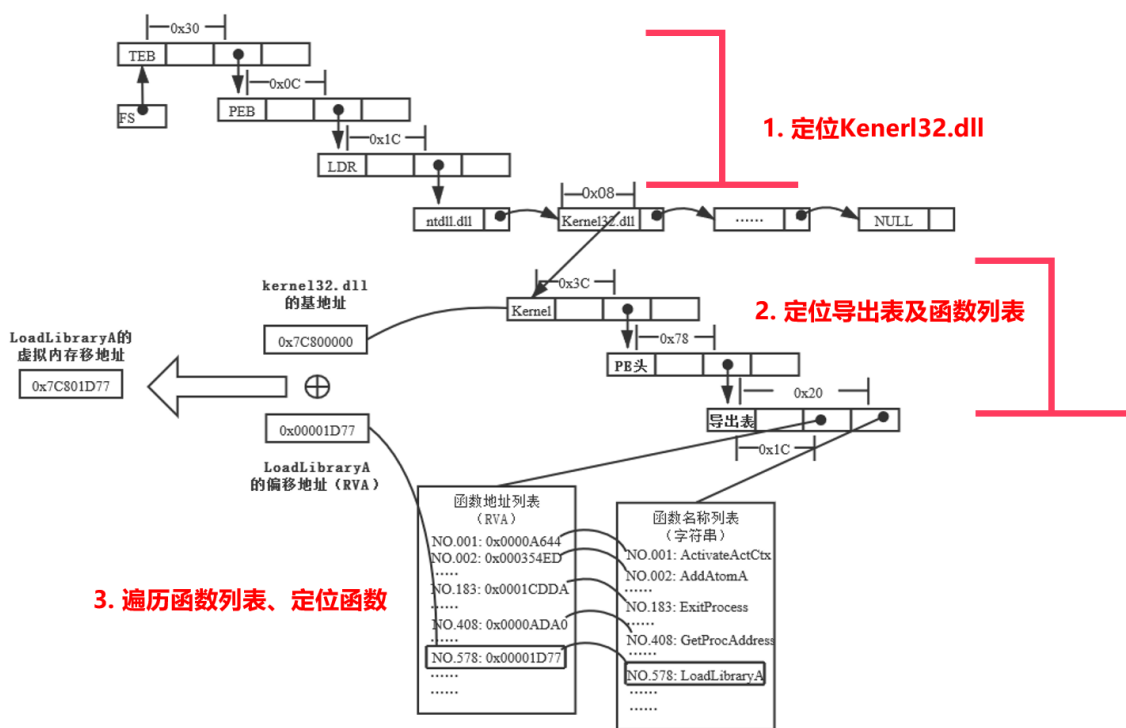 0x30
TEB
0x0C
FS
PEB
0x1C
LDR
1. 定位Kenerl32.dll
0x08
ntdll.dll
Kernel32.dll
······
NULL
0x3C
kernel32.dll
的基地址
Kernel
2. 定位导出表及函数列表
0x7C800000
LoadLibraryA的
虚拟内存移地址
0x78
PE头
0x7C801D77
0x20
导出表
0x00001D77
0x1C
LoadLibraryA
的偏移地址（RVA）
函数地址列表
（RVA）
NO.001: 0x0000A644
NO.002: 0x000354ED
······
NO.183: 0x0001CDDA
······
NO.408: 0x0000ADA0
NO.578: 0x00001D77
······
······
函数名称列表
（字符串）
NO.001: ActivateActCtx
NO.002: AddAtomA
······
NO.183: ExitProcess
······
NO.408: GetProcAddress
······
NO.578: LoadLibraryA
······
······
3. 遍历函数列表、定位函数